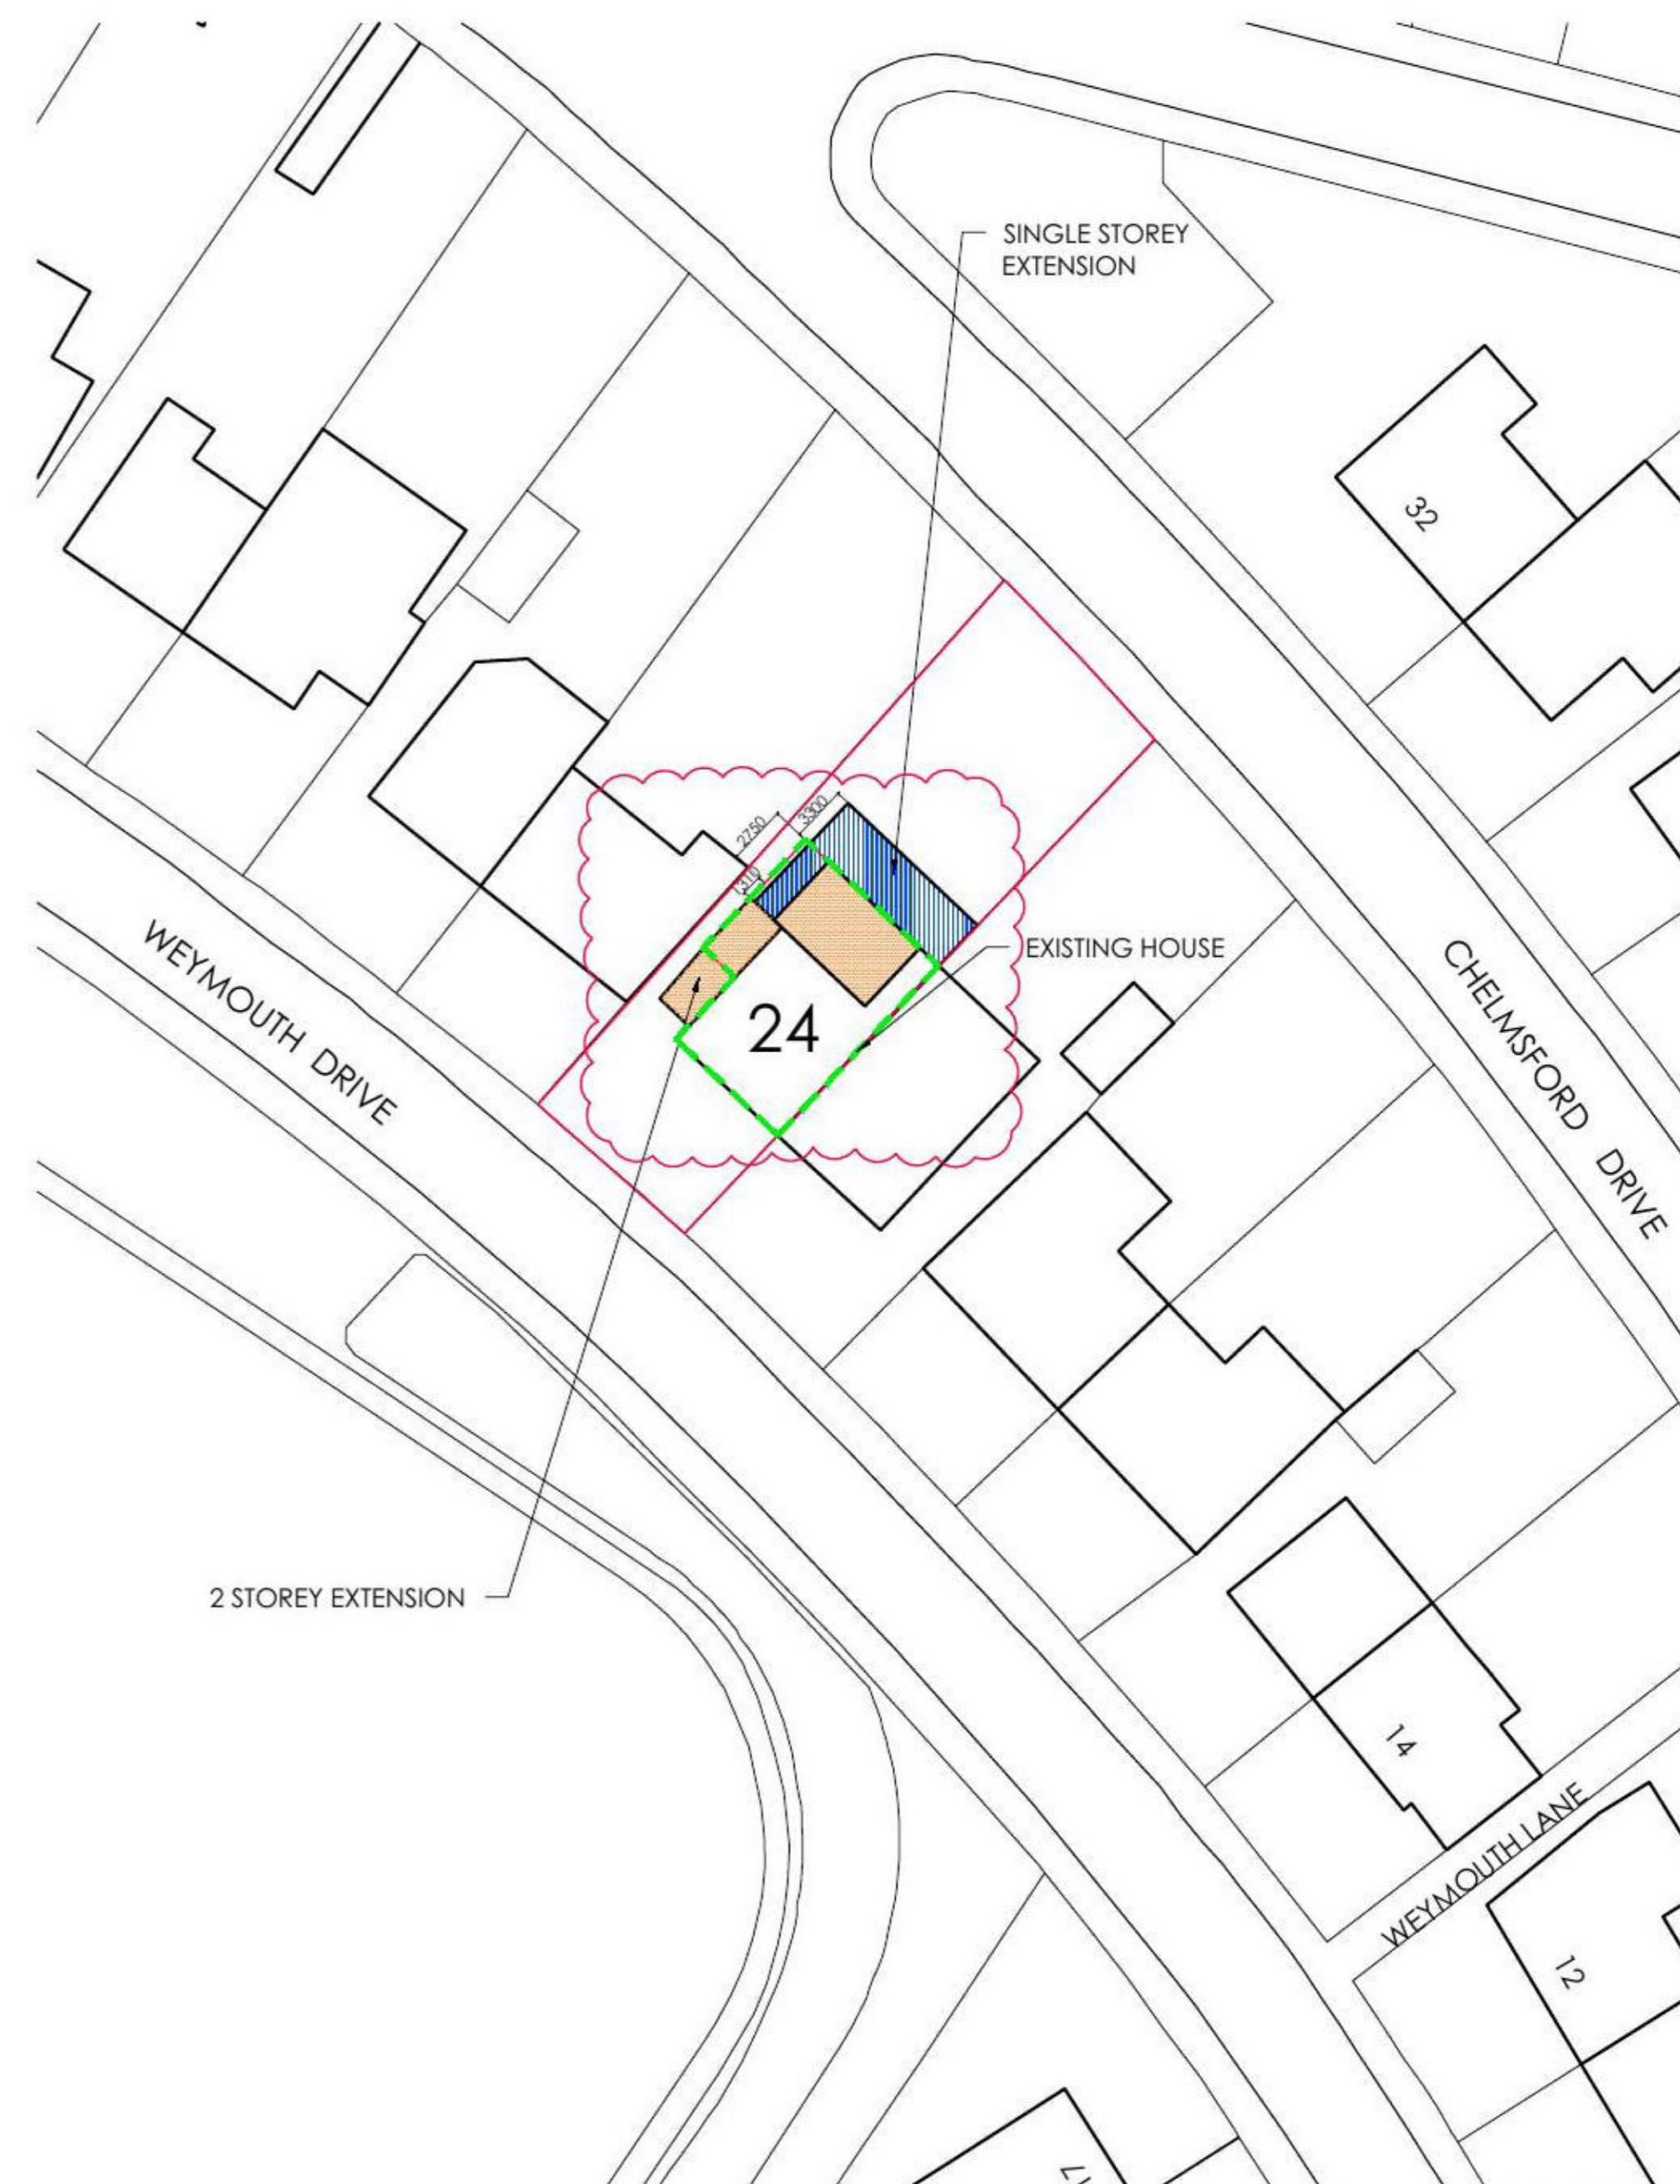 SINGLE STOREY
EXTENSION
32
3300
2750
1310
EXISTING HOUSE
24
WEYMOUTH DRIVE
CHELMSFORD DRIVE
2 STOREY EXTENSION
14
WEYMOUTH LANE
12